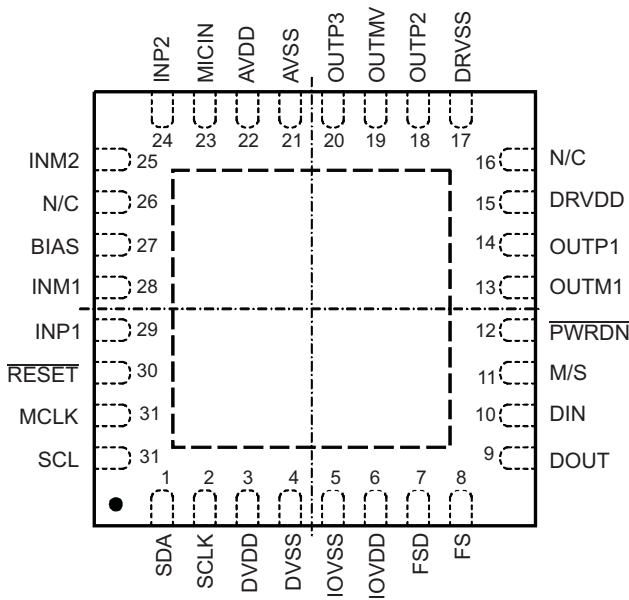 INP2 MICIN AVDD AVSS OUTP3 OUTMV OUTP2 DRVSS
24 23 22 21 20 19 18 17
INM2 25 16 N/C
N/C 26 15 DRVDD
BIAS 27 14 OUTP1
INM1 28 13 OUTM1
INP1 29 12 PWRDN
RESET 30 11 M/S
MCLK 31 10 DIN
SCL 31 9 DOUT
1 2 3 4 5 6 7 8
SDA SCLK DVDD DVSS IOVSS IOVDD FSD FS